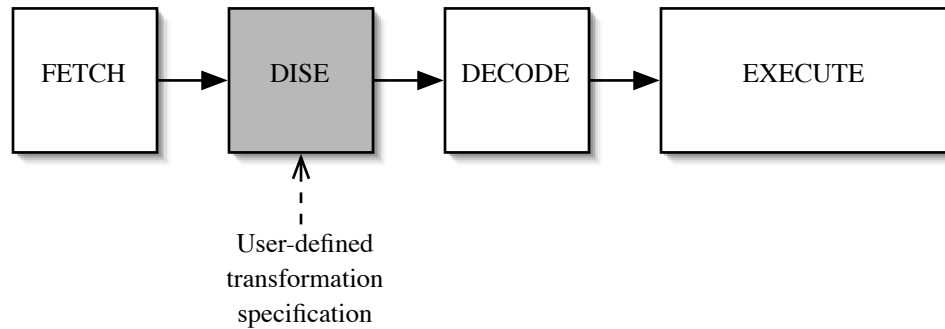 FETCH
DISE
DECODE
EXECUTE
User-defined
transformation
specification